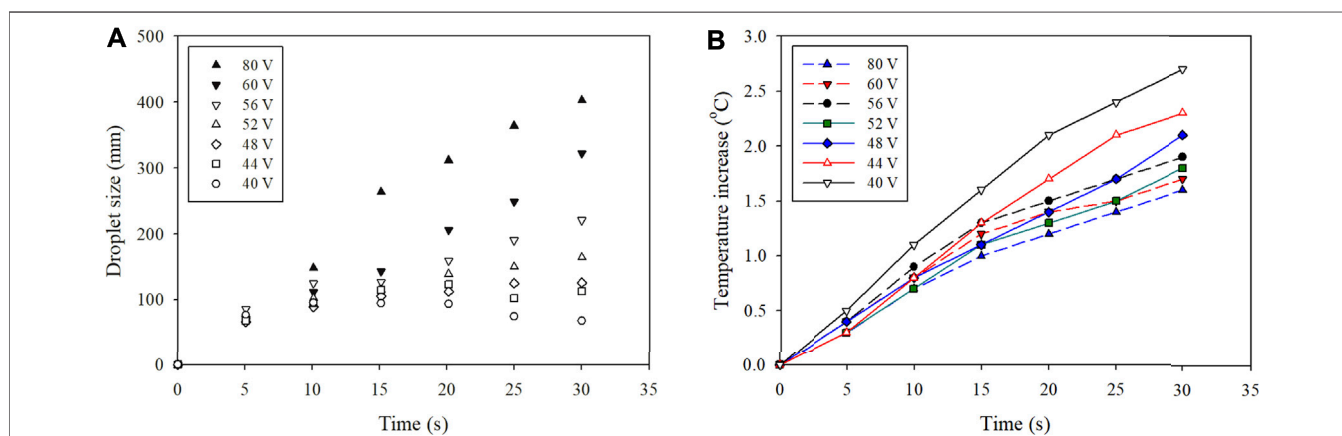 A
500
400
300
200
100
0
0 5 10 15 20 25 30 35
Droplet size (mm)
Time (s)
80 V
60 V
56 V
52 V
48 V
44 V
40 V
B
3.0
2.5
2.0
1.5
1.0
0.5
0.0
0 5 10 15 20 25 30 35
Temperature increase (°C)
Time (s)
80 V
60 V
56 V
52 V
48 V
44 V
40 V